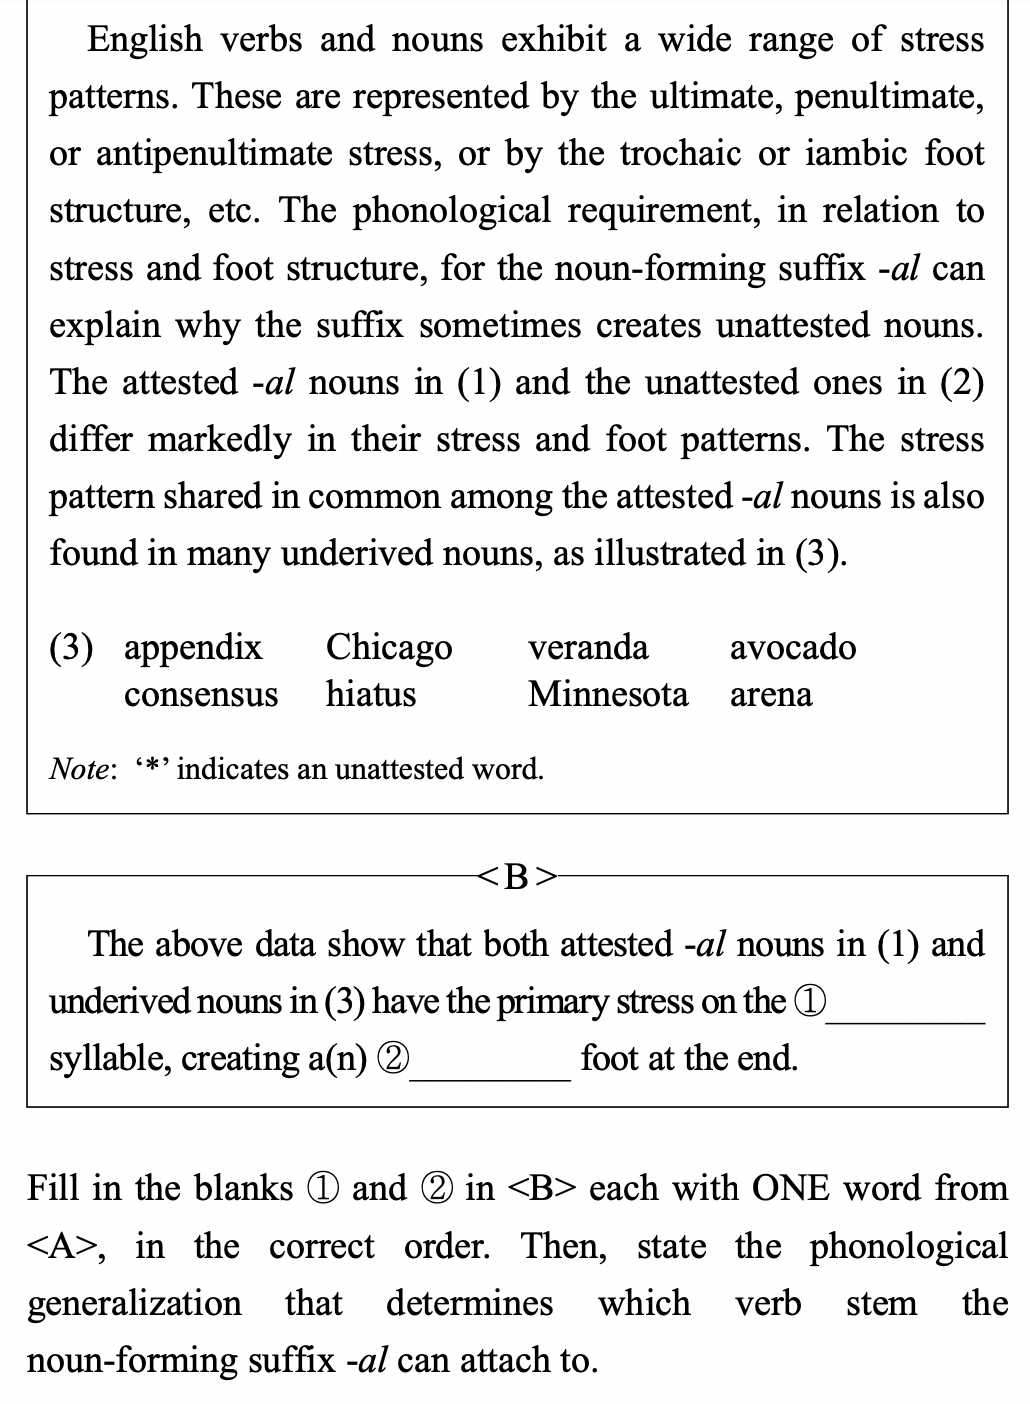 English verbs and nouns exhibit a wide range of stress
patterns. These are represented by the ultimate, penultimate,
or antipenultimate stress, or by the trochaic or iambic foot
structure, etc. The phonological requirement, in relation to
stress and foot structure, for the noun-forming suffix -al can
explain why the suffix sometimes creates unattested nouns.
The attested -al nouns in (1) and the unattested ones in (2)
differ markedly in their stress and foot patterns. The stress
pattern shared in common among the attested -al nouns is also
found in many underived nouns, as illustrated in (3).
(3) appendix Chicago veranda avocado
consensus hiatus Minnesota arena
Note: ‘*’ indicates an unattested word.
<B>
The above data show that both attested -al nouns in (1) and
underived nouns in (3) have the primary stress on the ① ________
syllable, creating a(n) ② ________ foot at the end.
Fill in the blanks ① and ② in <B> each with ONE word from
<A>, in the correct order. Then, state the phonological
generalization that determines which verb stem the
noun-forming suffix -al can attach to.